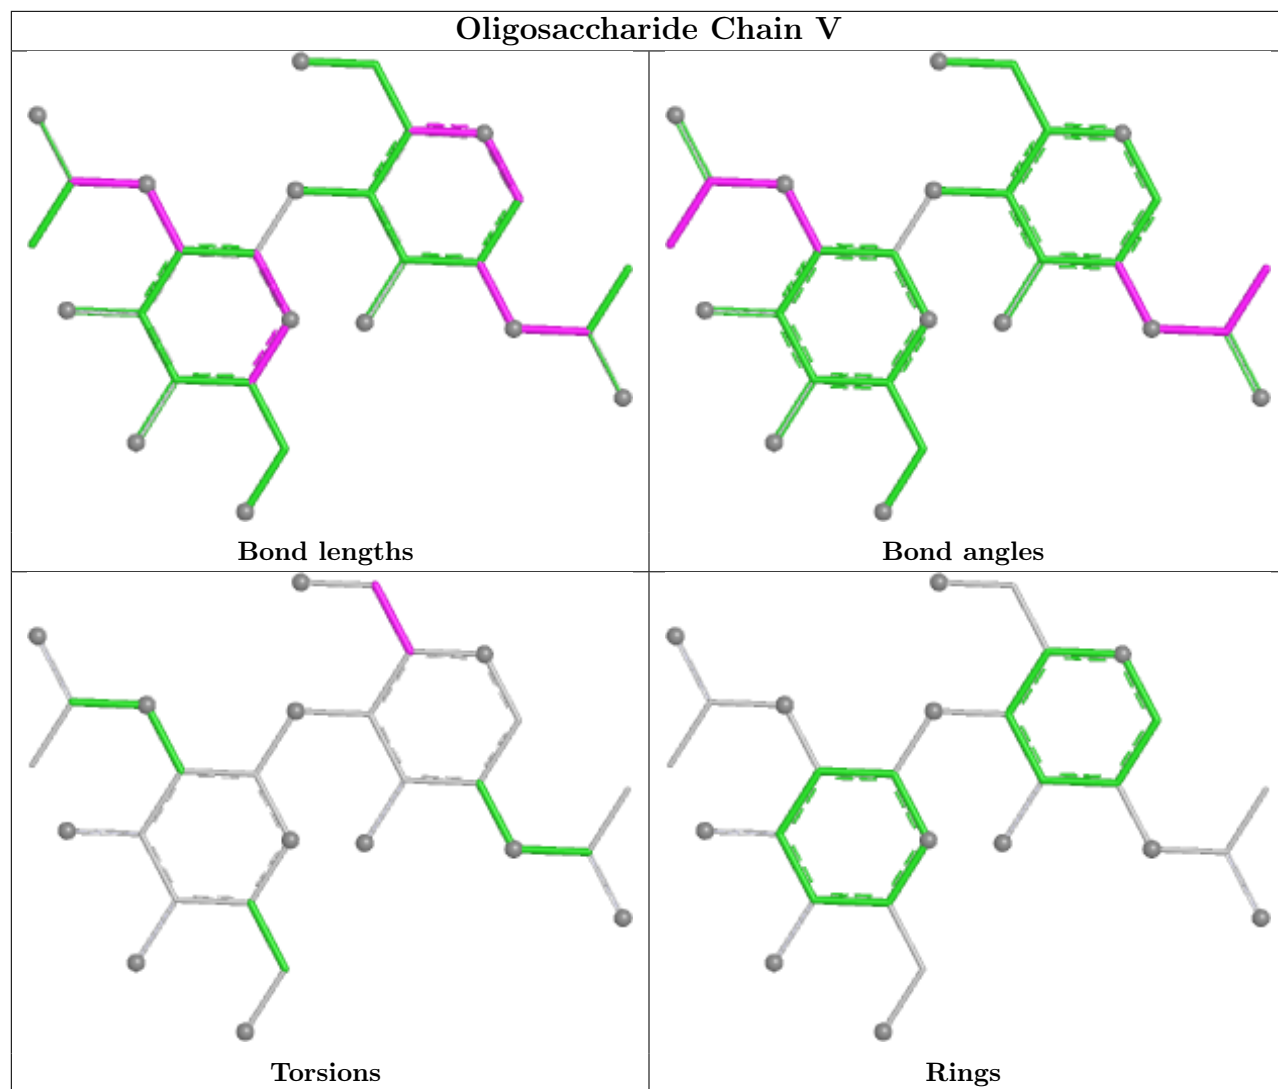 Oligosaccharide Chain V
Bond lengths
Bond angles
Torsions
Rings